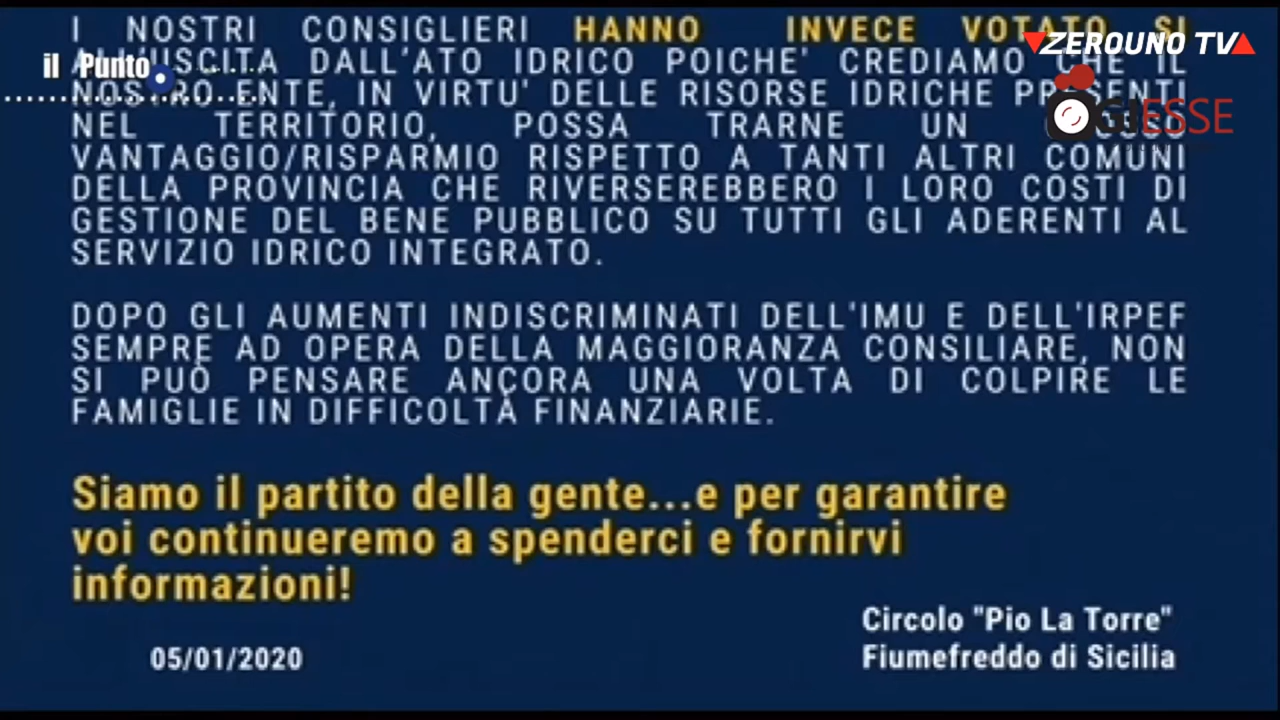 I NOSTRI CONSIGLIERI HANNO INVECE VOTATO SI
ALL'USCITA DALL'ATO IDRICO POICHE' CREDIAMO CHE IL
NOSTRO ENTE, IN VIRTU' DELLE RISORSE IDRICHE PRESENTI
NEL TERRITORIO, POSSA TRARNE UN
VANTAGGIO/RISPARMIO RISPETTO A TANTI ALTRI COMUNI
DELLA PROVINCIA CHE RIVERSEREBBERO I LORO COSTI DI
GESTIONE DEL BENE PUBBLICO SU TUTTI GLI ADERENTI AL
SERVIZIO IDRICO INTEGRATO.
DOPO GLI AUMENTI INDISCRIMINATI DELL'IMU E DELL'IRPEF
SEMPRE AD OPERA DELLA MAGGIORANZA CONSILIARE, NON
SI PUÒ PENSARE ANCORA UNA VOLTA DI COLPIRE LE
FAMIGLIE IN DIFFICOLTÀ FINANZIARIE.
Siamo il partito della gente...e per garantire
voi continueremo a spenderci e fornirvi
informazioni!
Circolo "Pio La Torre"
Fiumefreddo di Sicilia
05/01/2020
il Punto
ZEROUNO TV
OGIESSE